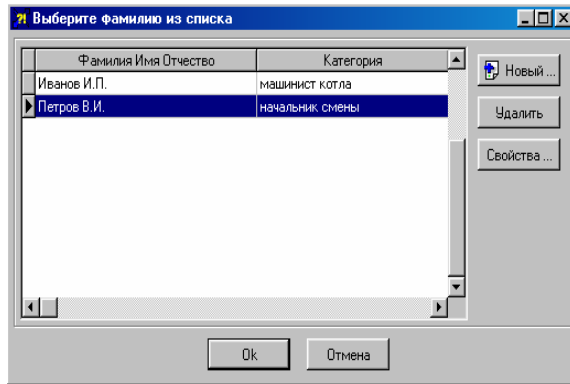 Выберите фамилию из списка
Фамилия Имя Отчество Категория
Иванов И.П. машинист котла
Петров В.И. начальник смены
Новый ...
Удалить
Свойства ...
Ok Отмена